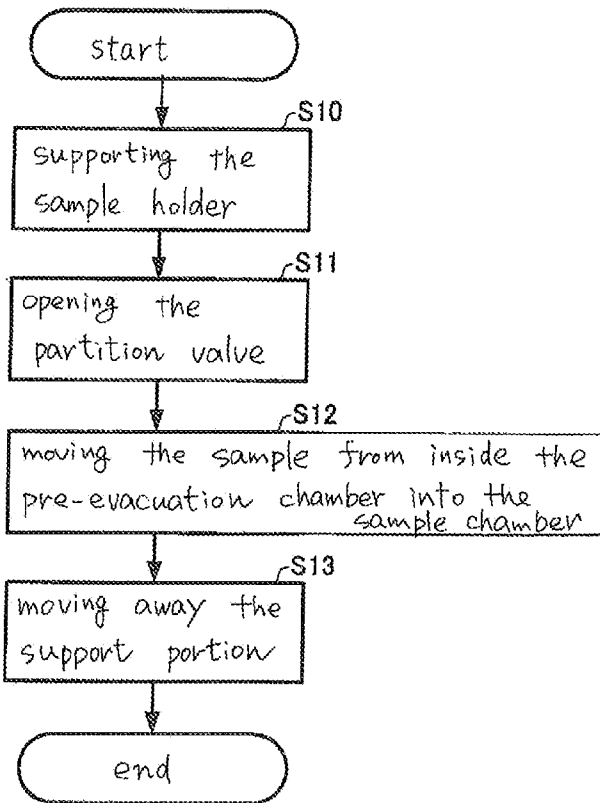 start
S10
supporting the
sample holder
S11
opening the
partition value
S12
moving the sample from inside the
pre-evacuation chamber into the
sample chamber
S13
moving away the
support portion
end